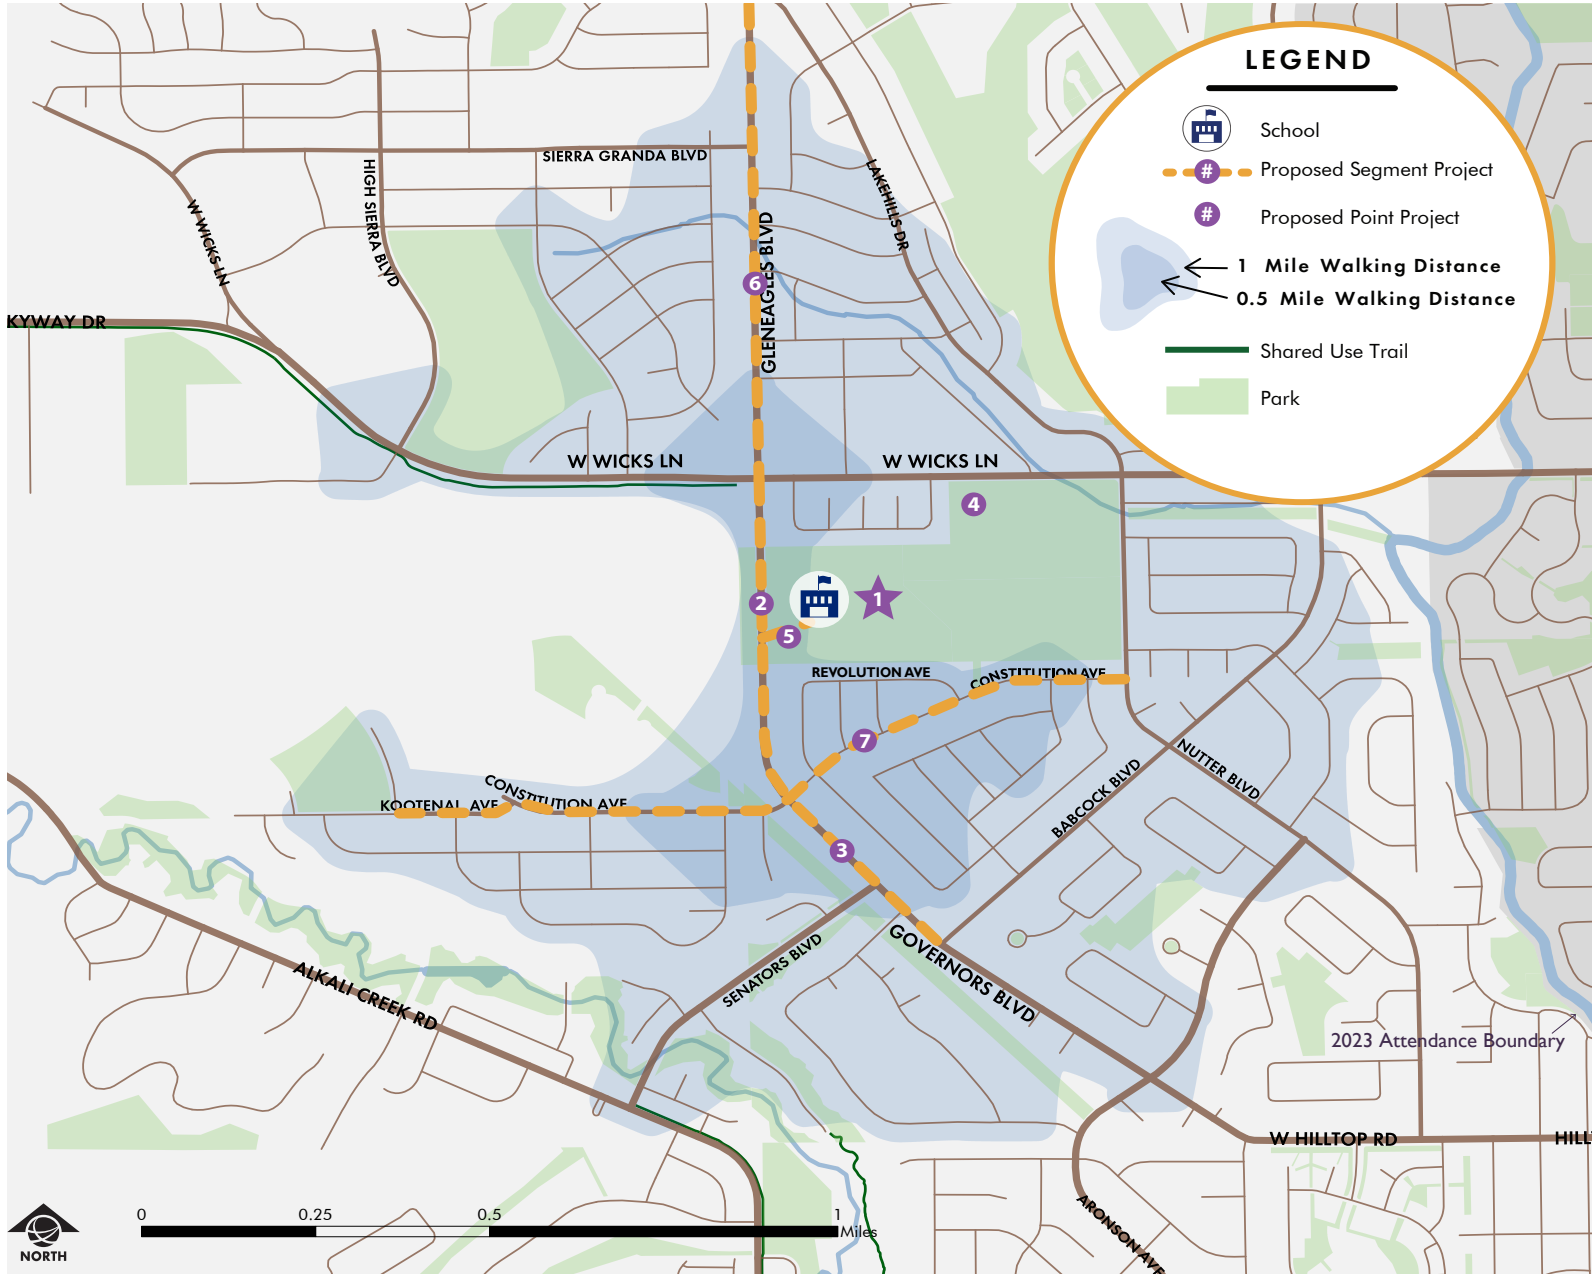 LEGEND
School
# Proposed Segment Project
# Proposed Point Project
1 Mile Walking Distance
0.5 Mile Walking Distance
Shared Use Trail
Park
SIERRA GRANDA BLVD
HIGH SIERRA BLVD
W WICKS LN
LAKEHILLS DR
GLENEAGLES BLVD
6
KYWAY DR
W WICKS LN
W WICKS LN
4
2
1
5
REVOLUTION AVE
CONSTITUTION AVE
7
NUTTER BLVD
BABCOCK BLVD
CONSTITUTION AVE
KOOTENAL AVE
3
GOVERNORS BLVD
SENATORS BLVD
ALKALI CREEK RD
2023 Attendance Boundary
W HILLTOP RD
HILL
ARONSON AVE
0 0.25 0.5 1
Miles
NORTH